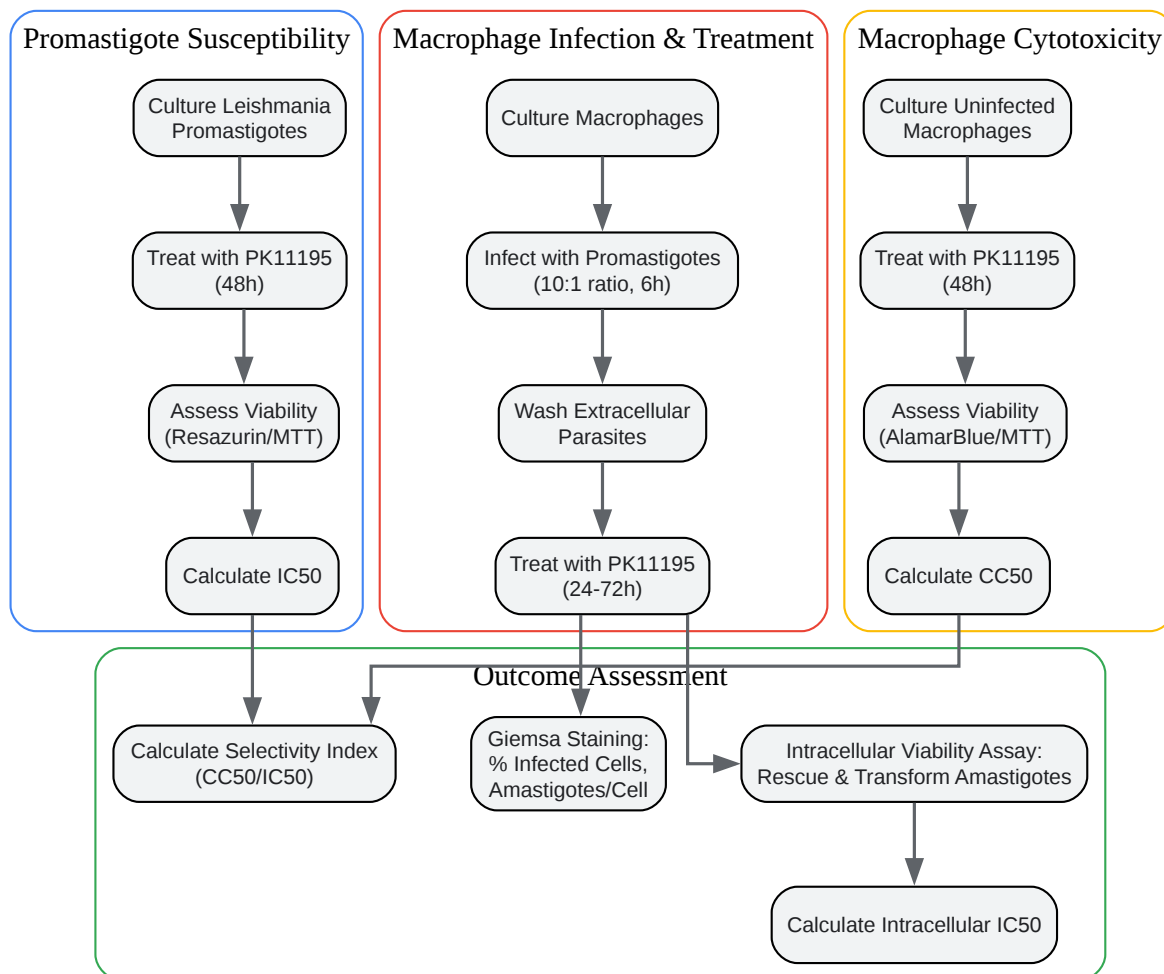 Promastigote Susceptibility
Culture Leishmania
Promastigotes
Treat with PK11195
(48h)
Assess Viability
(Resazurin/MTT)
Calculate IC50
Macrophage Infection & Treatment
Culture Macrophages
Infect with Promastigotes
(10:1 ratio, 6h)
Wash Extracellular
Parasites
Treat with PK11195
(24-72h)
Macrophage Cytotoxicity
Culture Uninfected
Macrophages
Treat with PK11195
(48h)
Assess Viability
(AlamarBlue/MTT)
Calculate CC50
Outcome Assessment
Calculate Selectivity Index
(CC50/IC50)
Giemsa Staining:
% Infected Cells,
Amastigotes/Cell
Intracellular Viability Assay:
Rescue & Transform Amastigotes
Calculate Intracellular IC50